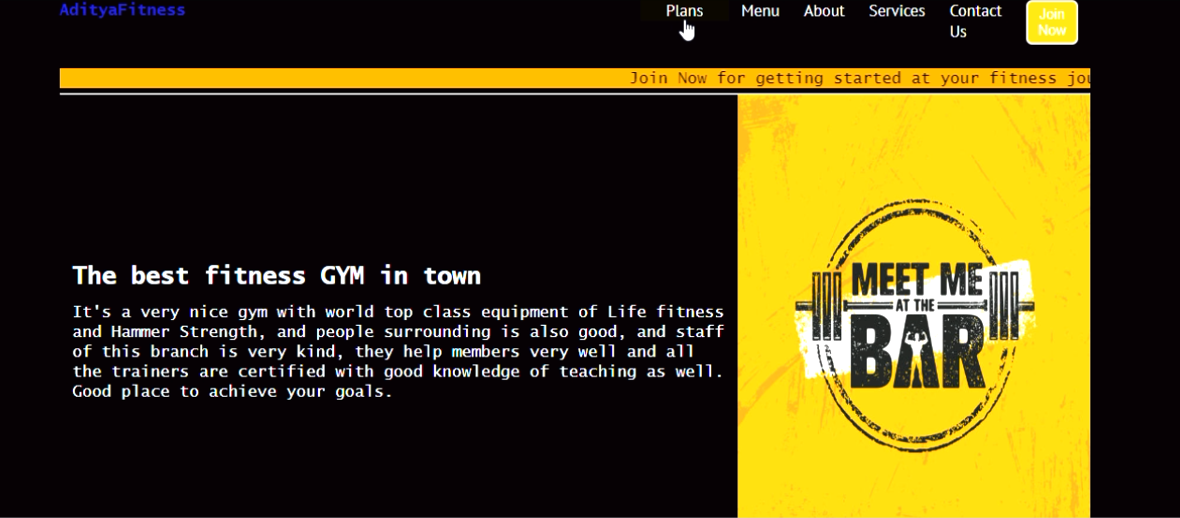 AdityaFitness
Plans Menu About Services Contact Us
Join Now
Join Now for getting started at your fitness
The best fitness GYM in town
It's a very nice gym with world top class equipment of Life fitness
and Hammer Strength, and people surrounding is also good, and staff
of this branch is very kind, they help members very well and all
the trainers are certified with good knowledge of teaching as well.
Good place to achieve your goals.
MEET ME
AT THE
BAR